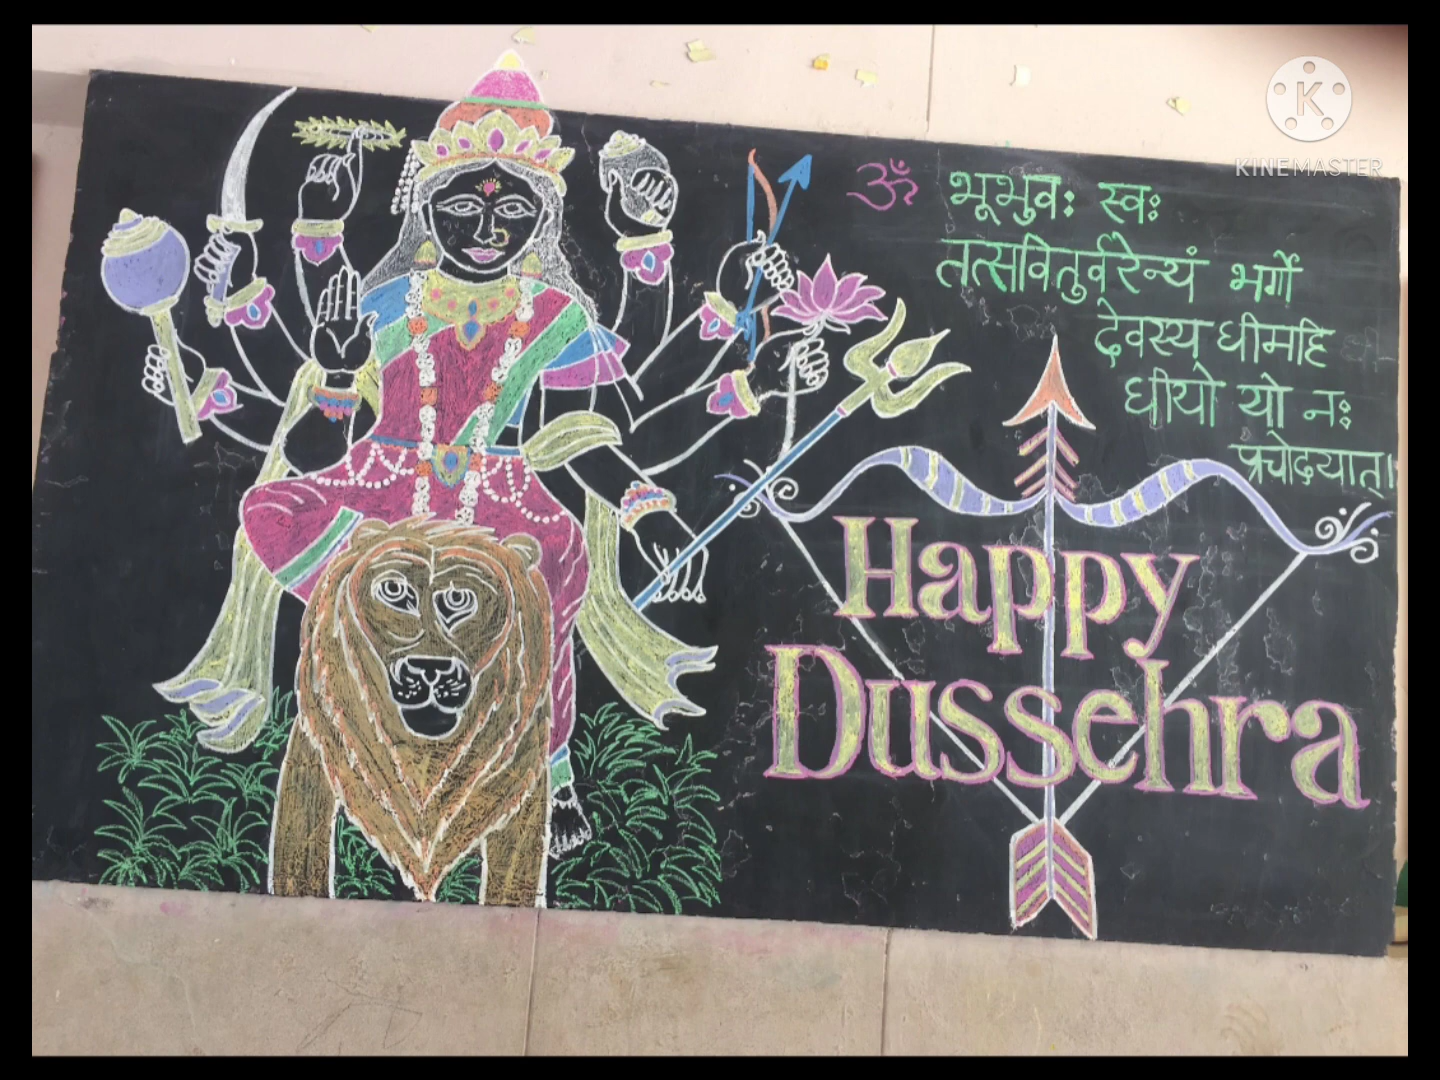 KINEMASTER
ॐ भूर्भुवः स्वः
तत्सवितुर्वरेन्यं भर्गो
देवस्य धीमहि
धीयो यो नः
प्रचोदयात्।
Happy
Dussehra